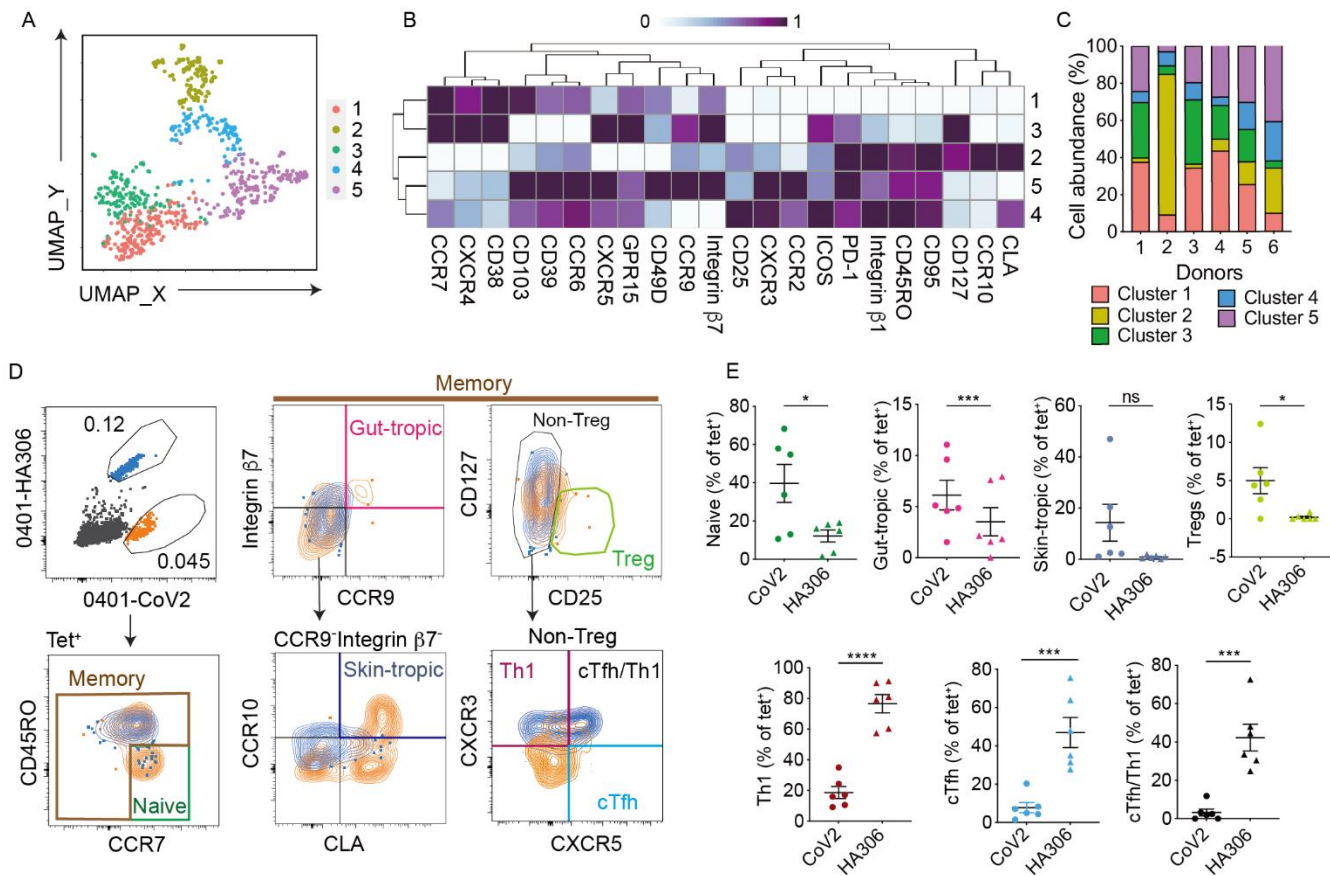 A
UMAP_Y
UMAP_X
1
2
3
4
5
B
0
1
1
3
2
5
4
CCR7
CXCR4
CD38
CD103
CD39
CCR6
CXCR5
GPR15
CD49D
CCR9
Integrin β7
CD25
CXCR3
CCR2
ICOS
PD-1
Integrin β1
CD45RO
CD95
CD127
CCR10
CLA
C
Cell abundance (%)
100
80
60
40
20
0
1 2 3 4 5 6
Donors
Cluster 1
Cluster 2
Cluster 3
Cluster 4
Cluster 5
D
0401-HA306
0.12
0.045
0401-CoV2
Memory
Integrin β7
Gut-tropic
CCR9
CD127
Non-Treg
Treg
CD25
Tet⁺
CD45RO
Memory
Naive
CCR7
CCR9⁻Integrin β7⁻
CCR10
Skin-tropic
CLA
Non-Treg
CXCR3
Th1
cTfh/Th1
cTfh
CXCR5
E
Naive (% of tet⁺)
80
60
40
20
0
*
CoV2
HA306
Gut-tropic (% of tet⁺)
15
10
5
0
***
CoV2
HA306
Skin-tropic (% of tet⁺)
60
40
20
0
ns
CoV2
HA306
Tregs (% of tet⁺)
15
10
5
0
−5
*
CoV2
HA306
Th1 (% of tet⁺)
100
80
60
40
20
0
****
CoV2
HA306
cTfh (% of tet⁺)
80
60
40
20
0
***
CoV2
HA306
cTfh/Th1 (% of tet⁺)
80
60
40
20
0
***
CoV2
HA306